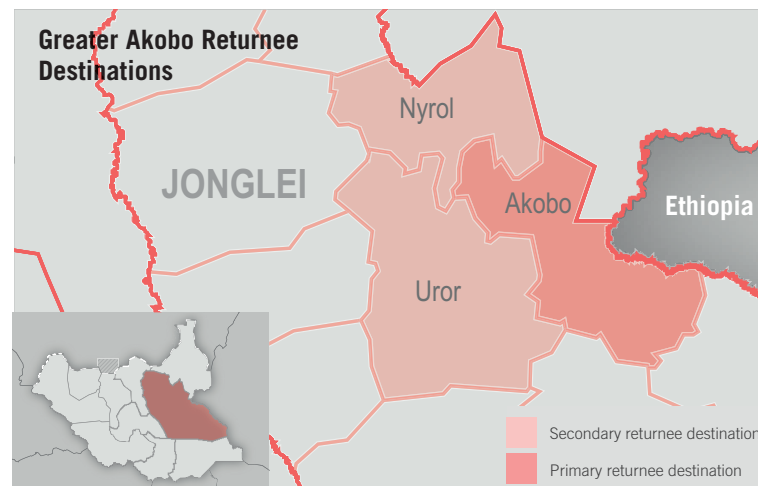 Greater Akobo Returnee
Destinations
Nyrol
JONGLEI
Akobo
Ethiopia
Uror
Secondary returnee destination
Primary returnee destination